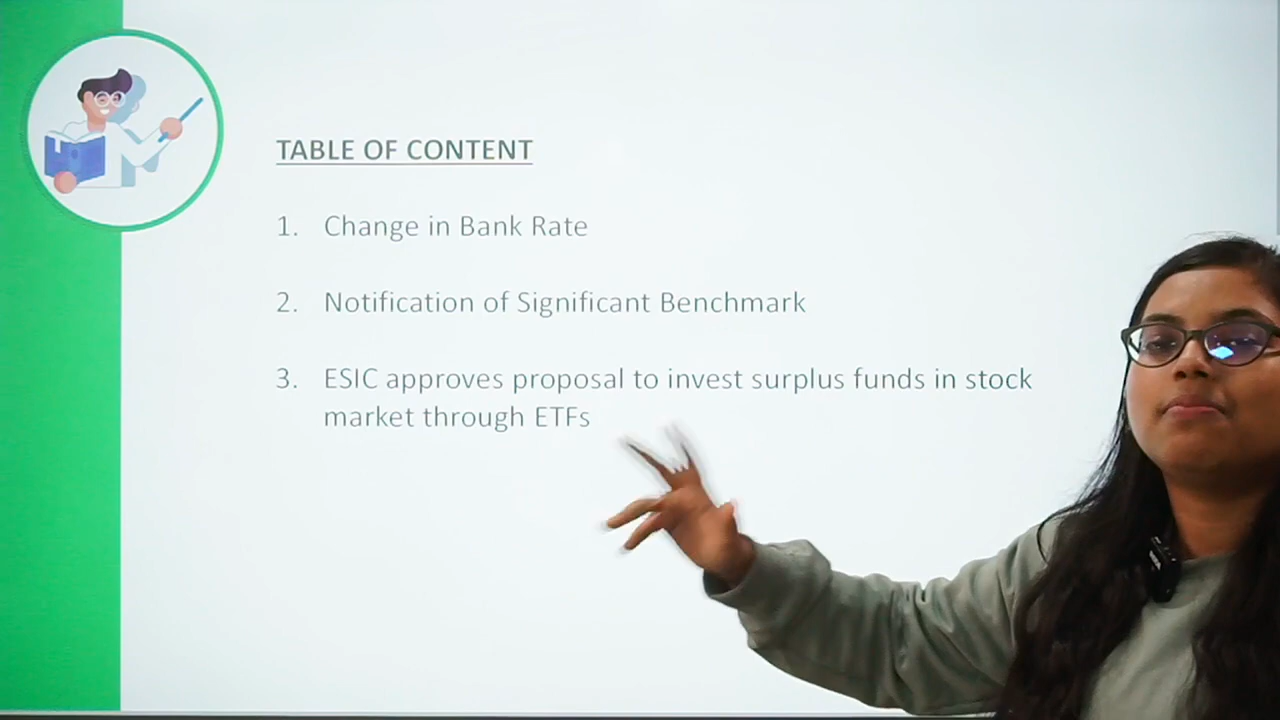 TABLE OF CONTENT
1. Change in Bank Rate
2. Notification of Significant Benchmark
3. ESIC approves proposal to invest surplus funds in stock
market through ETFs